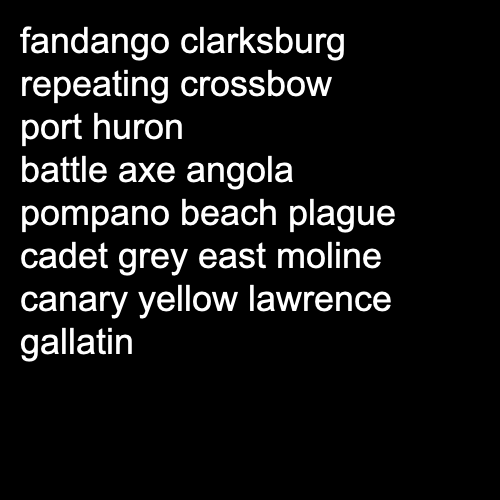 fandango clarksburg
repeating crossbow
port huron
battle axe angola
pompano beach plague
cadet grey east moline
canary yellow lawrence
gallatin